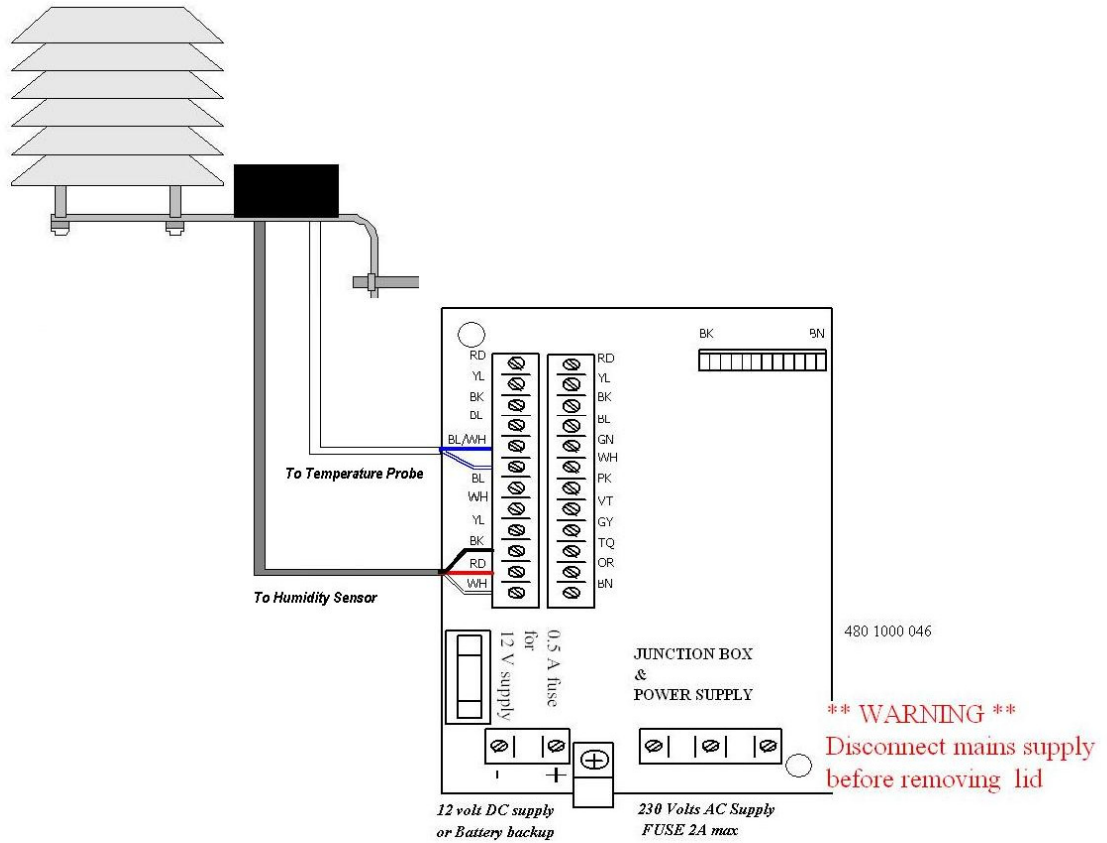 BK BN
RD RD
YL YL
BK BK
BL BL
BL/WH GN
WH
To Temperature Probe
BL PK
WH VT
YL GY
BK TQ
RD OR
WH BN
To Humidity Sensor
0.5 A fuse
for
12 V supply
480 1000 046
JUNCTION BOX
&
POWER SUPPLY
** WARNING **
Disconnect mains supply
before removing lid
- +
12 volt DC supply
or Battery backup
230 Volts AC Supply
FUSE 2A max